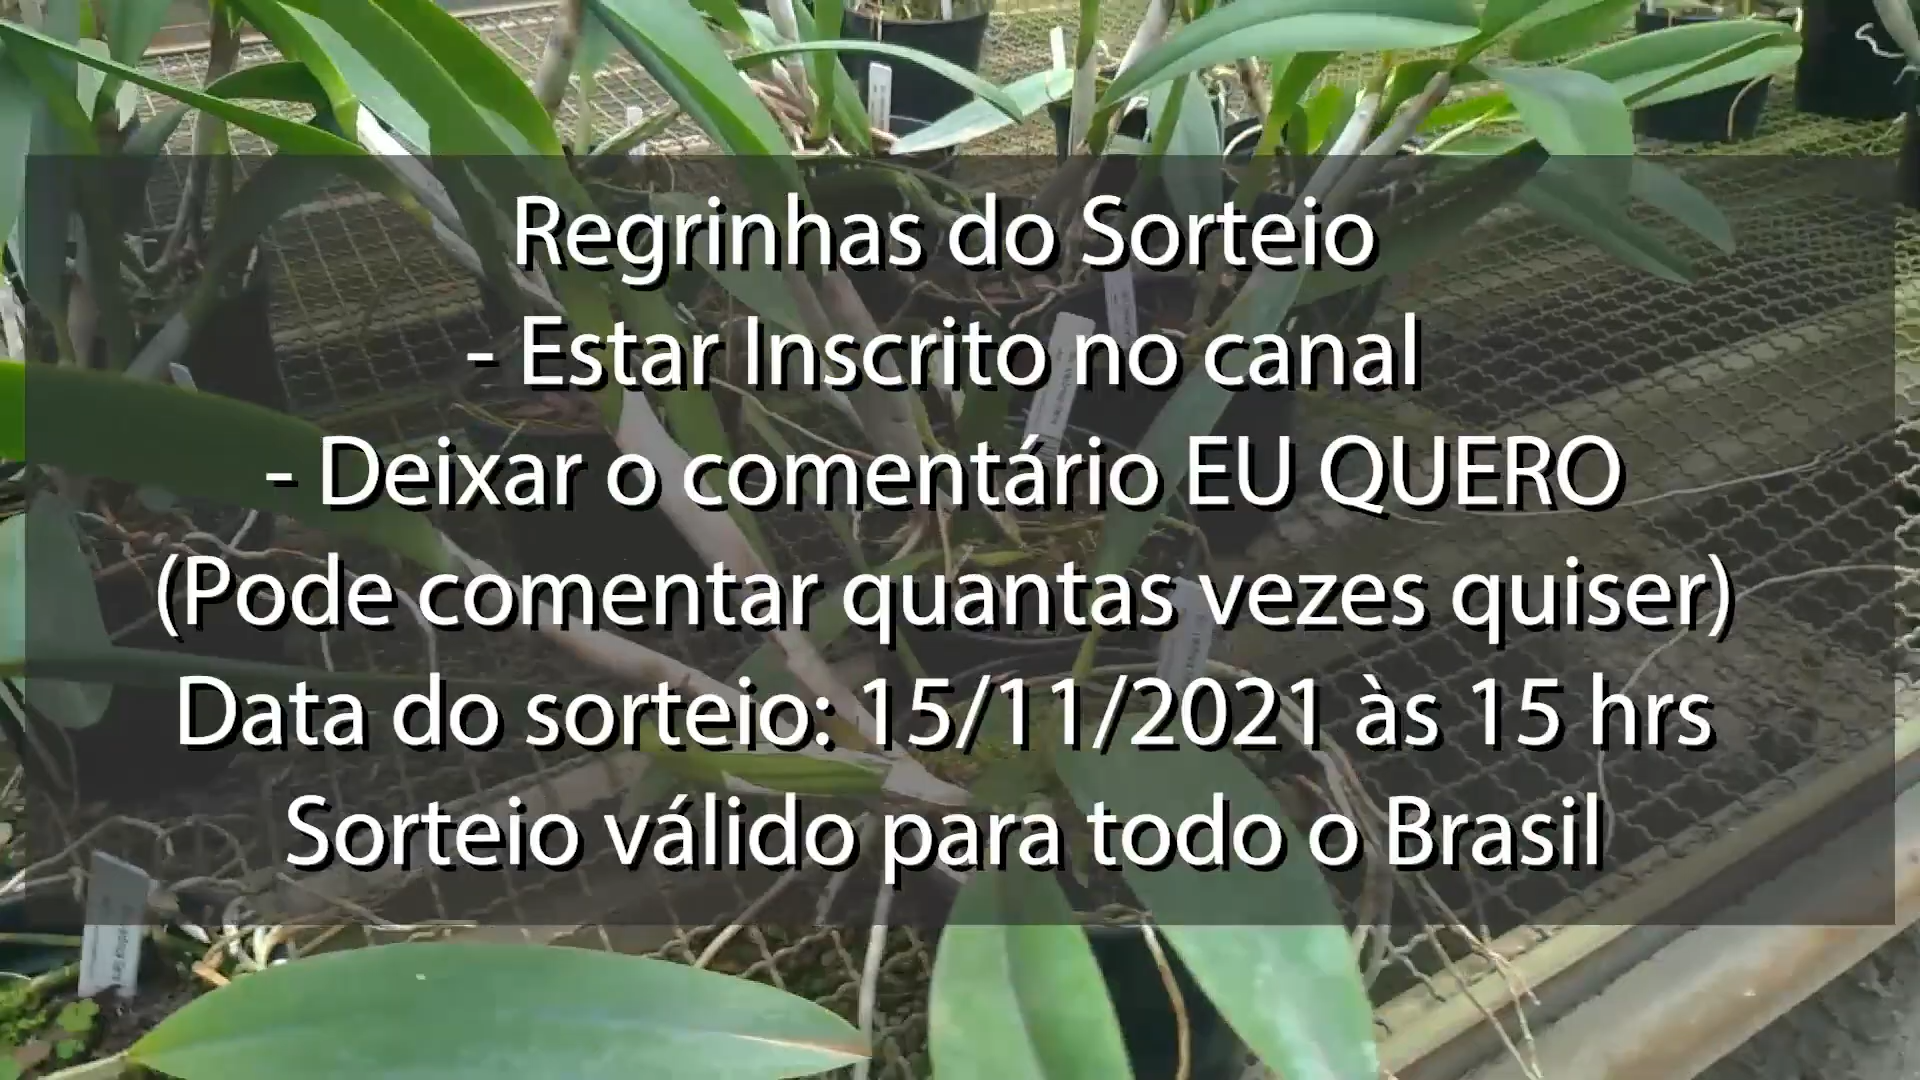 Regrinhas do Sorteio
- Estar Inscrito no canal
- Deixar o comentário EU QUERO
(Pode comentar quantas vezes quiser)
Data do sorteio: 15/11/2021 às 15 hrs
Sorteio válido para todo o Brasil